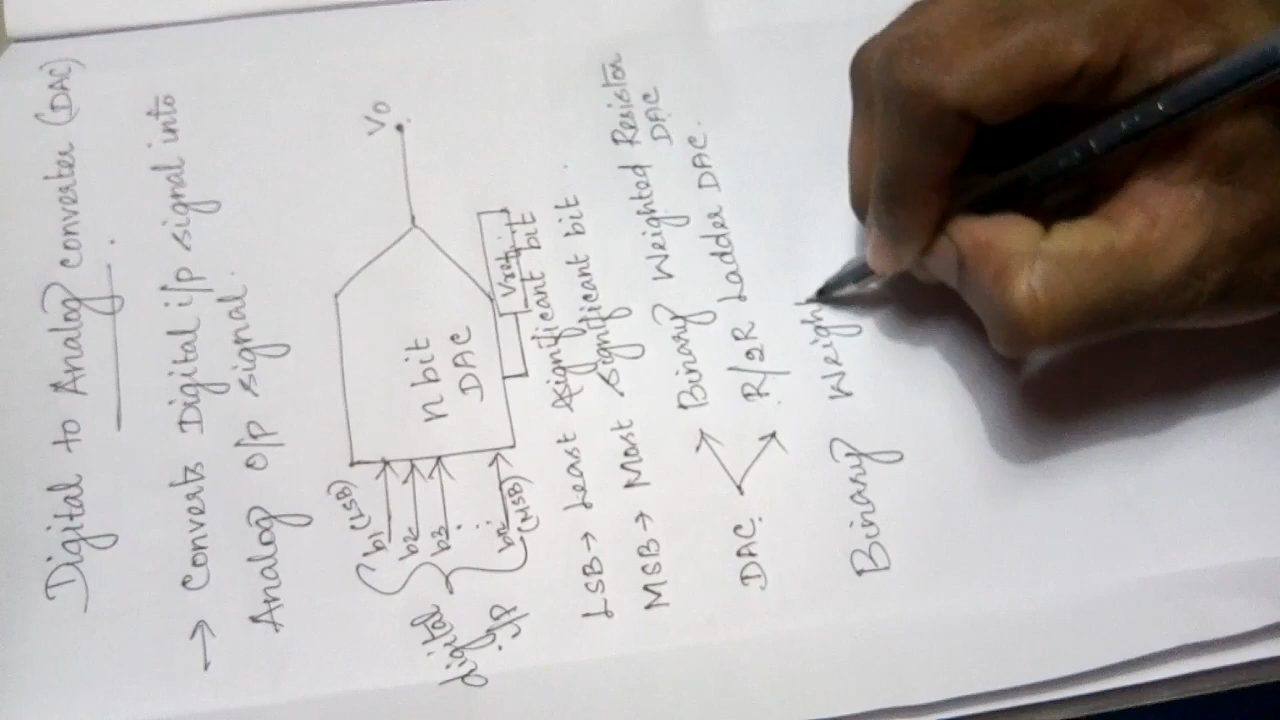 Digital to Analog converter (DAC).
→ Converts Digital i/p signal into
Analog o/p signal.
b1 (LSB)
b2
b3
bn
(MSB)
digital
i/p
n bit
DAC
Vo
Vref
LSB → Least significant bit
MSB → Most significant bit.
DAC.
Binary Weighted Resistor
DAC
R/2R Ladder DAC.
Binary Weigh